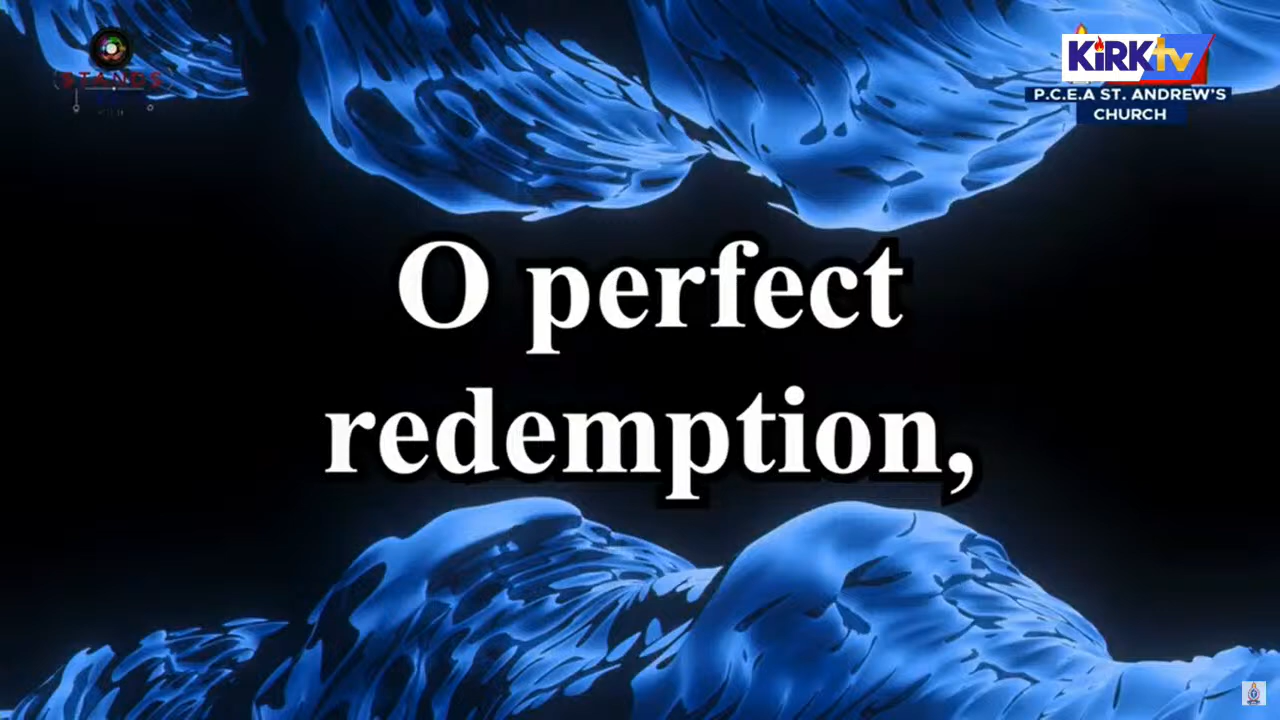 KiRKtv
P.C.E.A ST. ANDREW'S
CHURCH
O perfect
redemption,